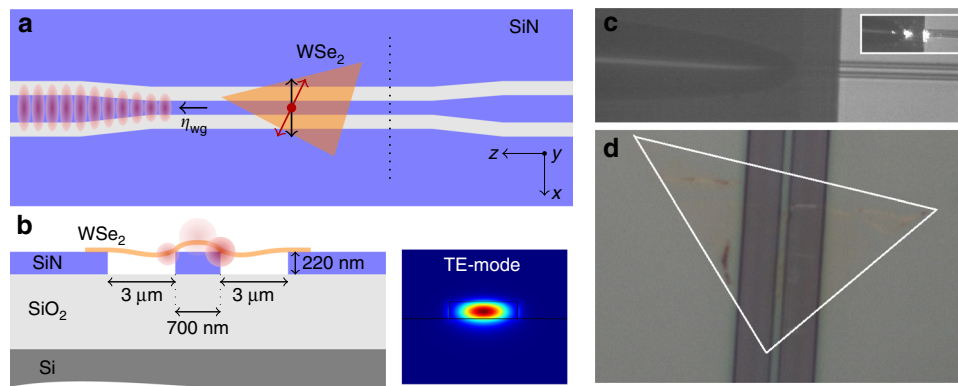 a
SiN
WSe2
ηwg
z
y
x
b
WSe2
SiN
220 nm
3 μm
3 μm
SiO2
700 nm
Si
TE-mode
c
d